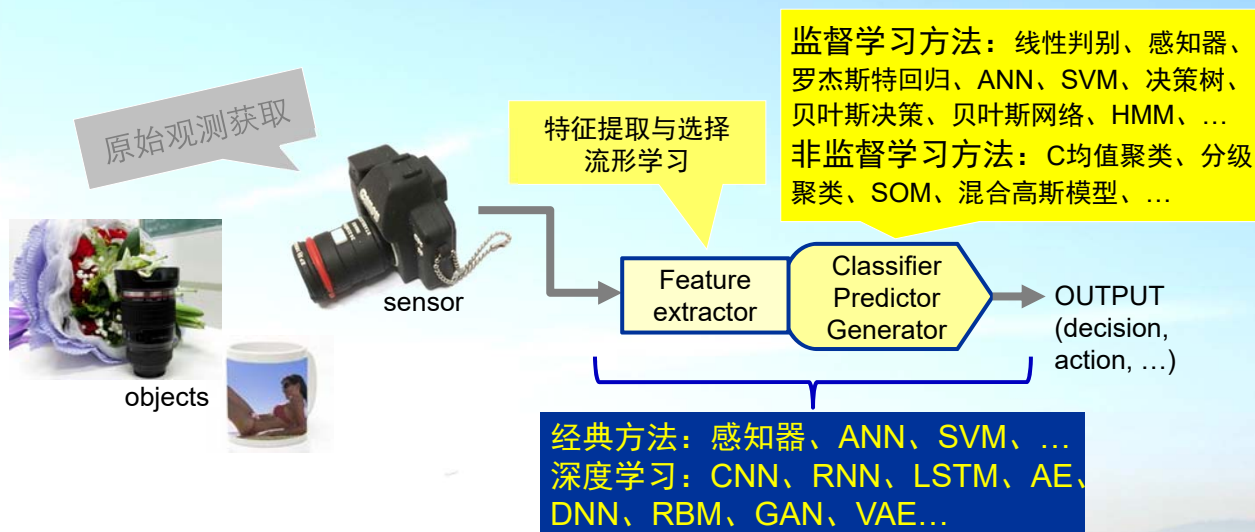 原始观测获取
特征提取与选择
流形学习
监督学习方法：线性判别、感知器、
罗杰斯特回归、ANN、SVM、决策树、
贝叶斯决策、贝叶斯网络、HMM、…
非监督学习方法：C均值聚类、分级
聚类、SOM、混合高斯模型、…
sensor
objects
Feature
extractor
Classifier
Predictor
Generator
OUTPUT
(decision,
action, …)
经典方法：感知器、ANN、SVM、…
深度学习：CNN、RNN、LSTM、AE、
DNN、RBM、GAN、VAE…